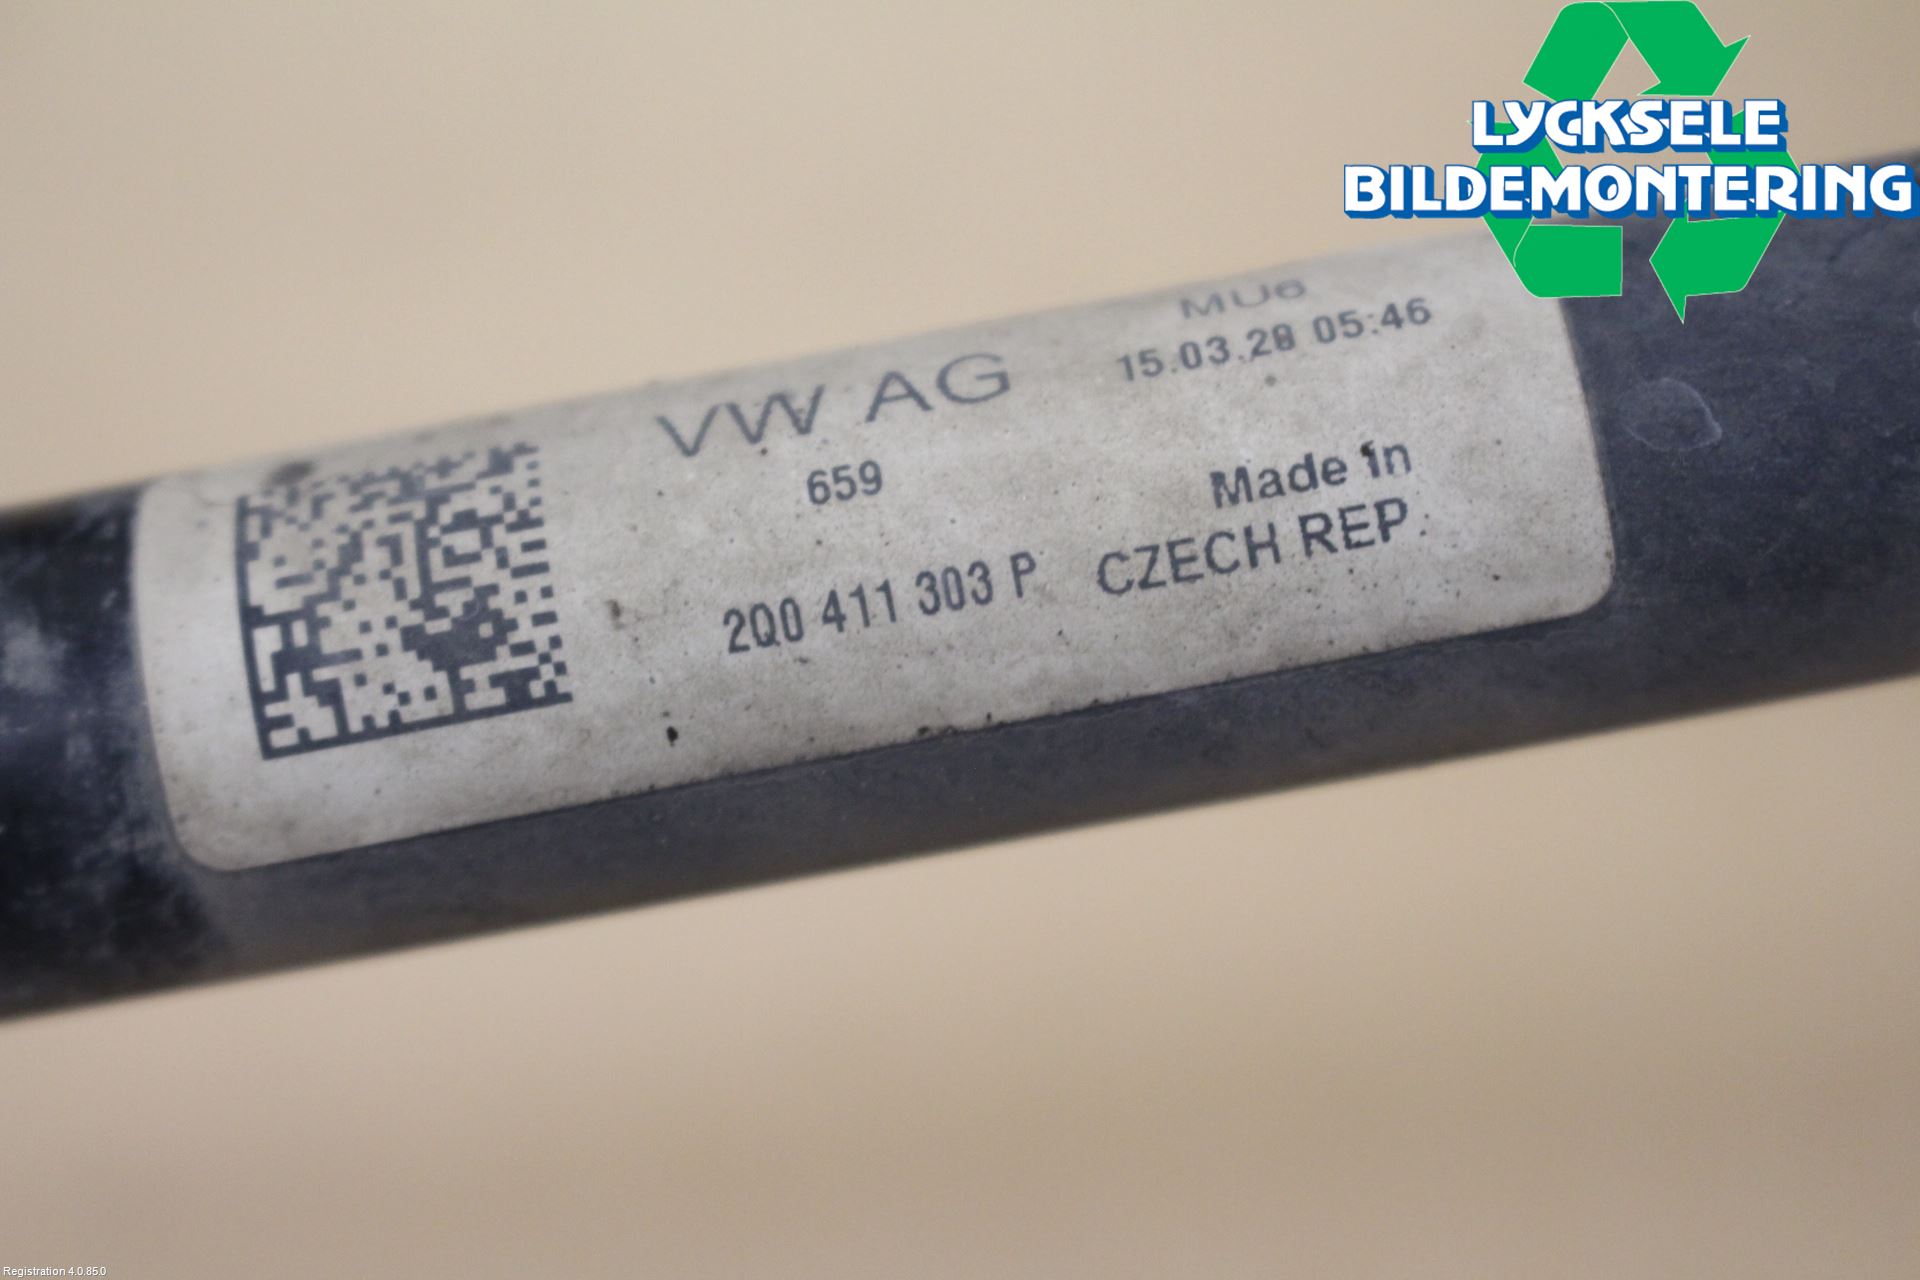 LYCKSELE
BILDEMONTERING
MU6
VW AG
15.03.28 05:46
659
Made in
2Q0 411 303 P
CZECH REP.
Registration 4.0.85.0